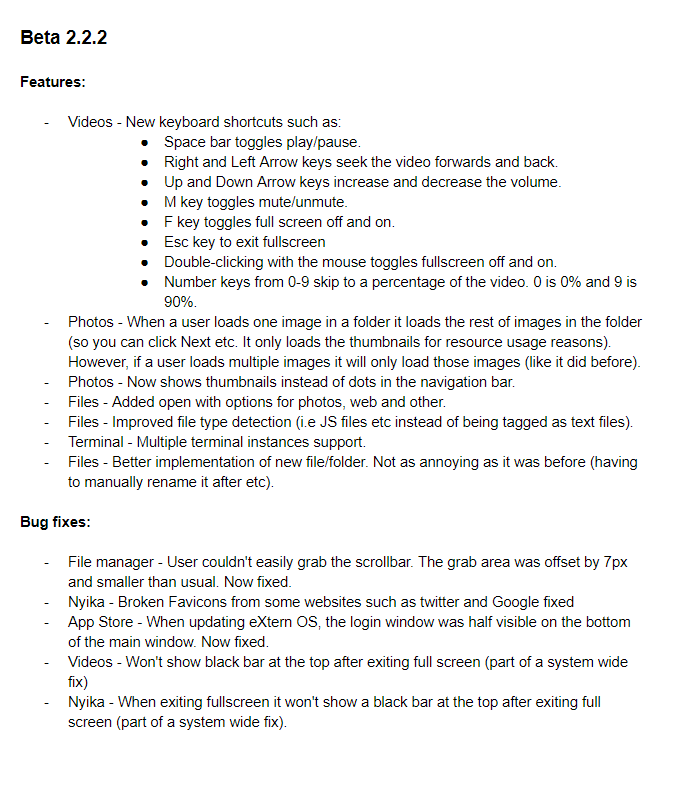 Beta 2.2.2
Features:
- Videos - New keyboard shortcuts such as:
● Space bar toggles play/pause.
● Right and Left Arrow keys seek the video forwards and back.
● Up and Down Arrow keys increase and decrease the volume.
● M key toggles mute/unmute.
● F key toggles full screen off and on.
● Esc key to exit fullscreen
● Double-clicking with the mouse toggles fullscreen off and on.
● Number keys from 0-9 skip to a percentage of the video. 0 is 0% and 9 is
90%.
- Photos - When a user loads one image in a folder it loads the rest of images in the folder
(so you can click Next etc. It only loads the thumbnails for resource usage reasons).
However, if a user loads multiple images it will only load those images (like it did before).
- Photos - Now shows thumbnails instead of dots in the navigation bar.
- Files - Added open with options for photos, web and other.
- Files - Improved file type detection (i.e JS files etc instead of being tagged as text files).
- Terminal - Multiple terminal instances support.
- Files - Better implementation of new file/folder. Not as annoying as it was before (having
to manually rename it after etc).
Bug fixes:
- File manager - User couldn't easily grab the scrollbar. The grab area was offset by 7px
and smaller than usual. Now fixed.
- Nyika - Broken Favicons from some websites such as twitter and Google fixed
- App Store - When updating eXtern OS, the login window was half visible on the bottom
of the main window. Now fixed.
- Videos - Won't show black bar at the top after exiting full screen (part of a system wide
fix)
- Nyika - When exiting fullscreen it won't show a black bar at the top after exiting full
screen (part of a system wide fix).